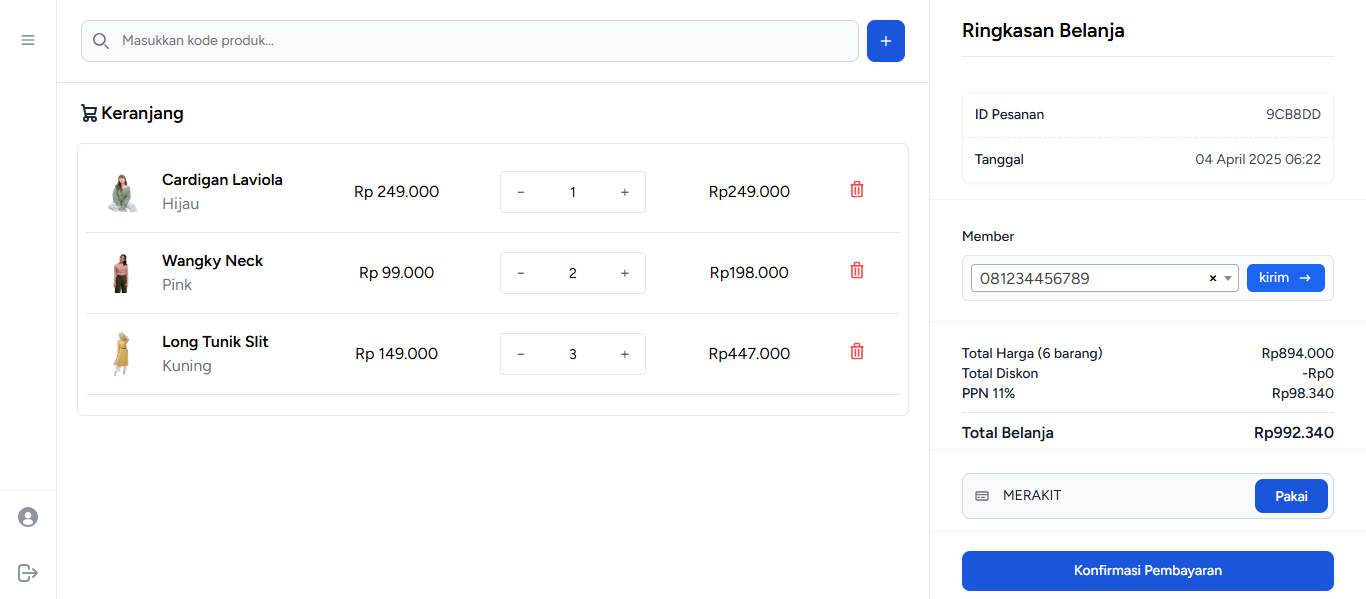 Masukkan kode produk...
+
Keranjang
Cardigan Laviola
Hijau
Rp 249.000
- 1 +
Rp249.000
Wangky Neck
Pink
Rp 99.000
- 2 +
Rp198.000
Long Tunik Slit
Kuning
Rp 149.000
- 3 +
Rp447.000
Ringkasan Belanja
ID Pesanan 9CB8DD
Tanggal 04 April 2025 06:22
Member
081234456789 × kirim →
Total Harga (6 barang) Rp894.000
Total Diskon -Rp0
PPN 11% Rp98.340
Total Belanja Rp992.340
MERAKIT Pakai
Konfirmasi Pembayaran